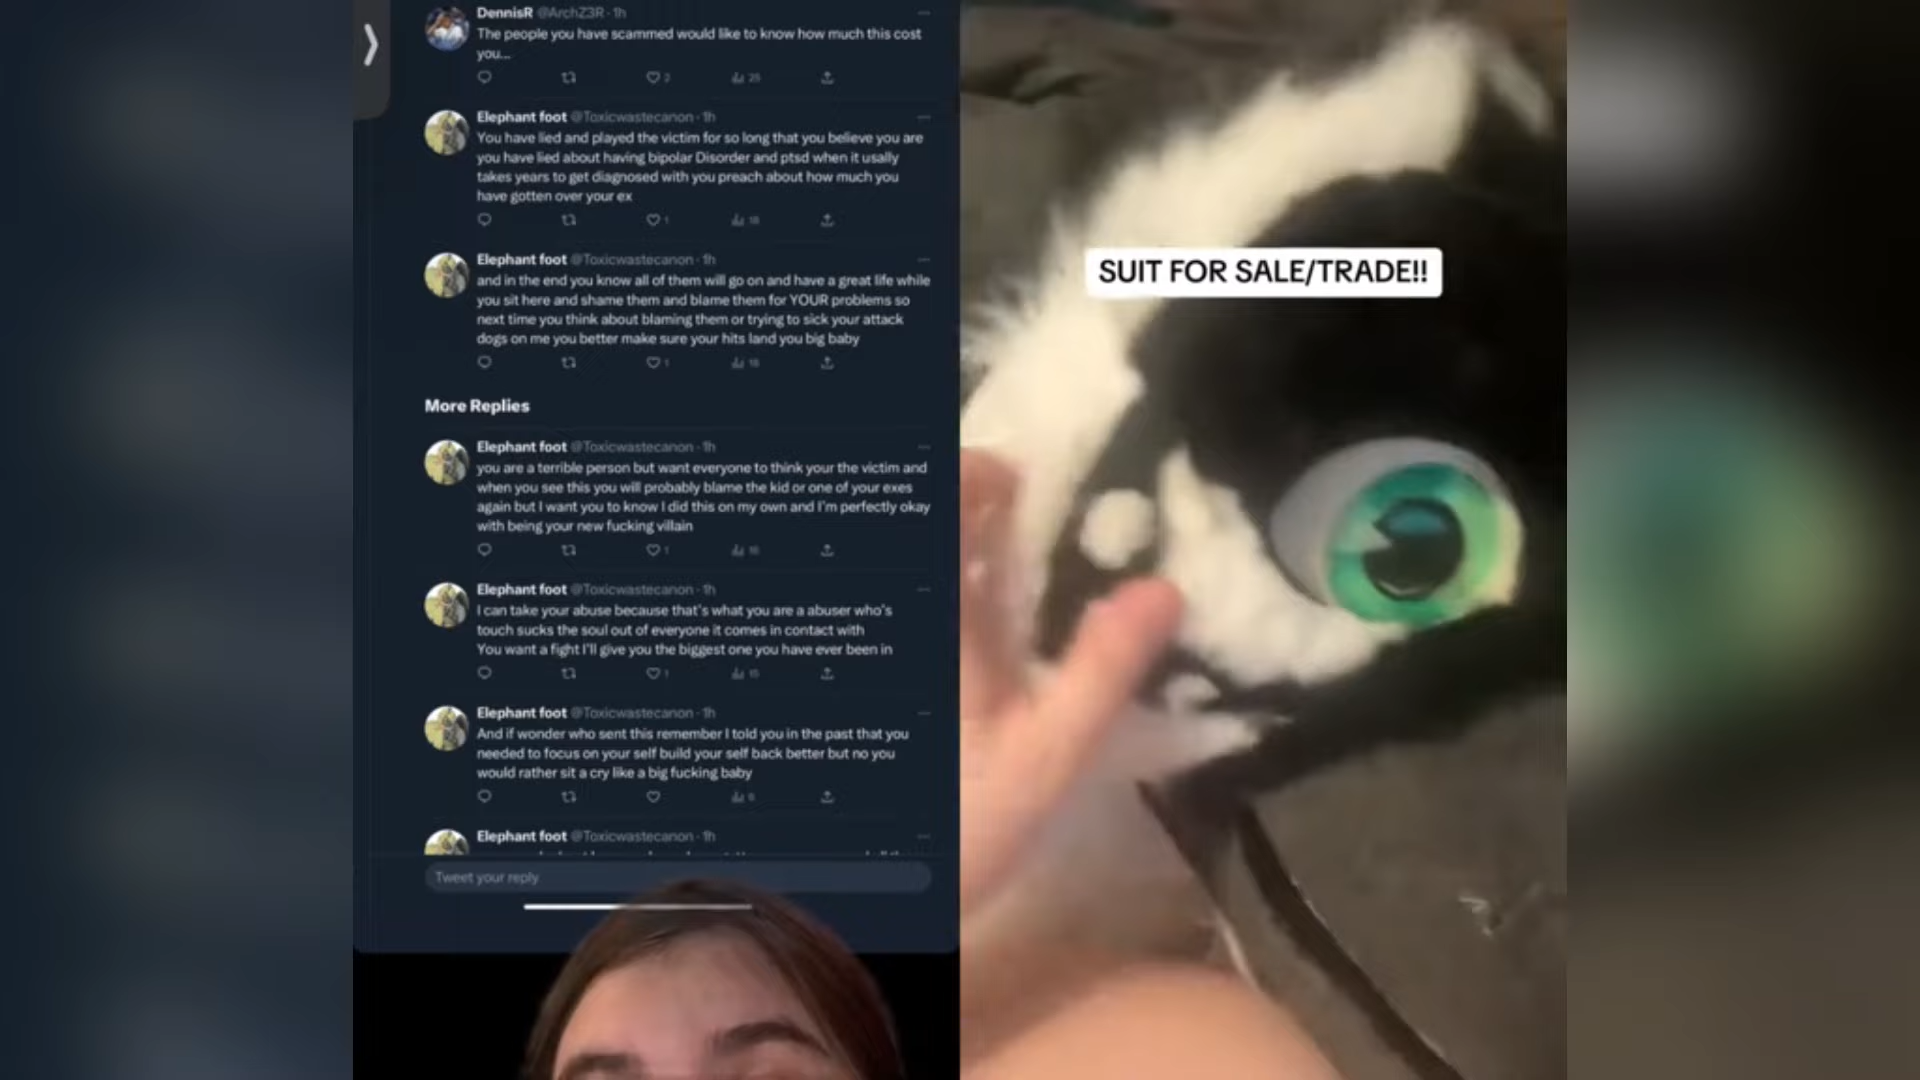 DennisR @ArchZ3R · 1h
The people you have scammed would like to know how much this cost
you...
2
25
Elephant foot @Toxicwastecanon · 1h
You have lied and played the victim for so long that you believe you are
you have lied about having bipolar Disorder and ptsd when it usally
takes years to get diagnosed with you preach about how much you
have gotten over your ex
1
18
Elephant foot @Toxicwastecanon · 1h
and in the end you know all of them will go on and have a great life while
you sit here and shame them and blame them for YOUR problems so
next time you think about blaming them or trying to sick your attack
dogs on me you better make sure your hits land you big baby
1
18
More Replies
Elephant foot @Toxicwastecanon · 1h
you are a terrible person but want everyone to think your the victim and
when you see this you will probably blame the kid or one of your exes
again but I want you to know I did this on my own and I'm perfectly okay
with being your new fucking villain
1
16
Elephant foot @Toxicwastecanon · 1h
I can take your abuse because that's what you are a abuser who's
touch sucks the soul out of everyone it comes in contact with
You want a fight I'll give you the biggest one you have ever been in
1
15
Elephant foot @Toxicwastecanon · 1h
And if wonder who sent this remember I told you in the past that you
needed to focus on your self build your self back better but no you
would rather sit a cry like a big fucking baby
Elephant foot @Toxicwastecanon · 1h
Tweet your reply
SUIT FOR SALE/TRADE!!